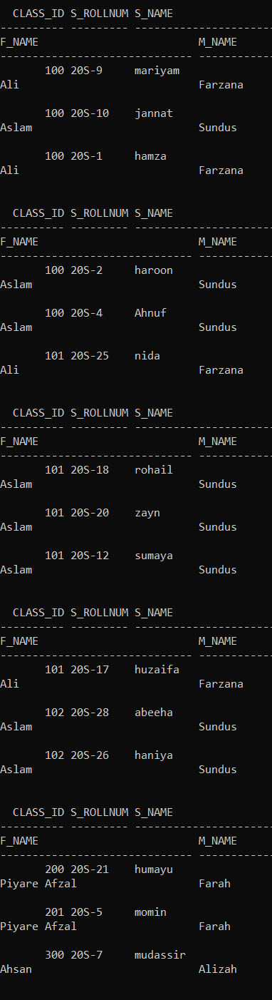 CLASS_ID S_ROLLNUM S_NAME
---------- --------- ----------------------
F_NAME                         M_NAME
------------------------------ ------------
100 20S-9     mariyam
Ali                            Farzana
100 20S-10    jannat
Aslam                          Sundus
100 20S-1     hamza
Ali                            Farzana
CLASS_ID S_ROLLNUM S_NAME
---------- --------- ----------------------
F_NAME                         M_NAME
------------------------------ ------------
100 20S-2     haroon
Aslam                          Sundus
100 20S-4     Ahnuf
Aslam                          Sundus
101 20S-25    nida
Ali                            Farzana
CLASS_ID S_ROLLNUM S_NAME
---------- --------- ----------------------
F_NAME                         M_NAME
------------------------------ ------------
101 20S-18    rohail
Aslam                          Sundus
101 20S-20    zayn
Aslam                          Sundus
101 20S-12    sumaya
Aslam                          Sundus
CLASS_ID S_ROLLNUM S_NAME
---------- --------- ----------------------
F_NAME                         M_NAME
------------------------------ ------------
101 20S-17    huzaifa
Ali                            Farzana
102 20S-28    abeeha
Aslam                          Sundus
102 20S-26    haniya
Aslam                          Sundus
CLASS_ID S_ROLLNUM S_NAME
---------- --------- ----------------------
F_NAME                         M_NAME
------------------------------ ------------
200 20S-21    humayu
Piyare Afzal                   Farah
201 20S-5     momin
Piyare Afzal                   Farah
300 20S-7     mudassir
Ahsan                          Alizah